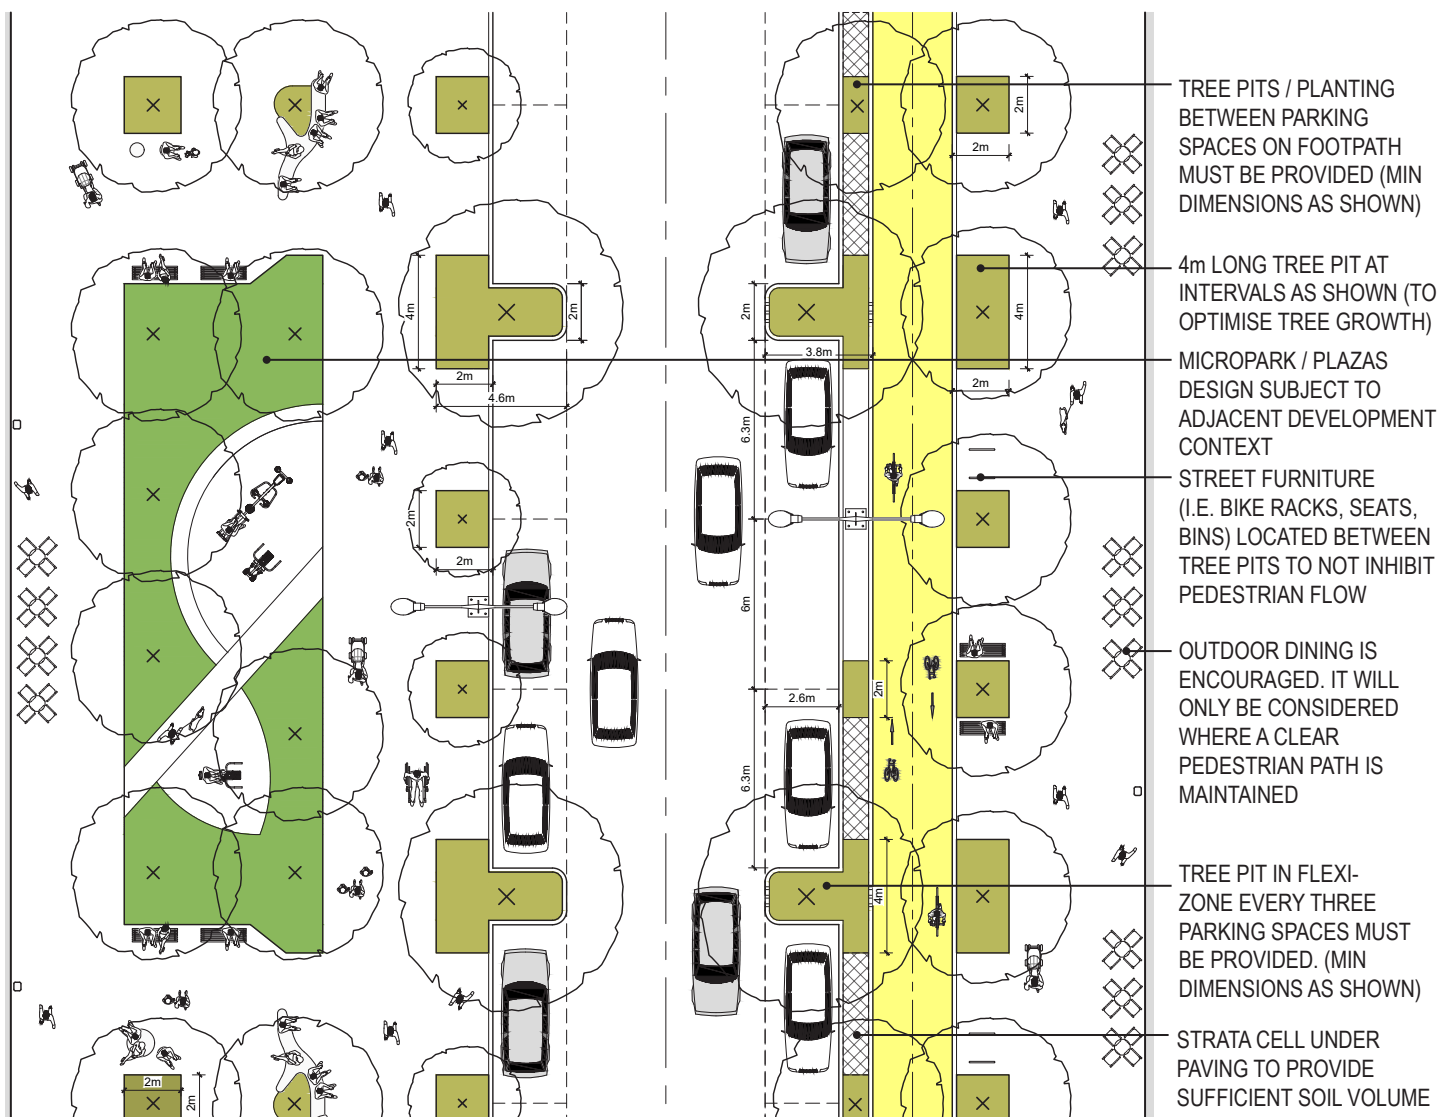 TREE PITS / PLANTING
BETWEEN PARKING
SPACES ON FOOTPATH
MUST BE PROVIDED (MIN
DIMENSIONS AS SHOWN)
4m LONG TREE PIT AT
INTERVALS AS SHOWN (TO
OPTIMISE TREE GROWTH)
MICROPARK / PLAZAS
DESIGN SUBJECT TO
ADJACENT DEVELOPMENT
CONTEXT
STREET FURNITURE
(I.E. BIKE RACKS, SEATS,
BINS) LOCATED BETWEEN
TREE PITS TO NOT INHIBIT
PEDESTRIAN FLOW
OUTDOOR DINING IS
ENCOURAGED. IT WILL
ONLY BE CONSIDERED
WHERE A CLEAR
PEDESTRIAN PATH IS
MAINTAINED
TREE PIT IN FLEXI-
ZONE EVERY THREE
PARKING SPACES MUST
BE PROVIDED. (MIN
DIMENSIONS AS SHOWN)
STRATA CELL UNDER
PAVING TO PROVIDE
SUFFICIENT SOIL VOLUME
2m
2m
4m
2m
2m
4m
3.8m
2m
2m
4.6m
6.3m
2m
2m
6m
2m
2.6m
6.3m
4m
2m
2m